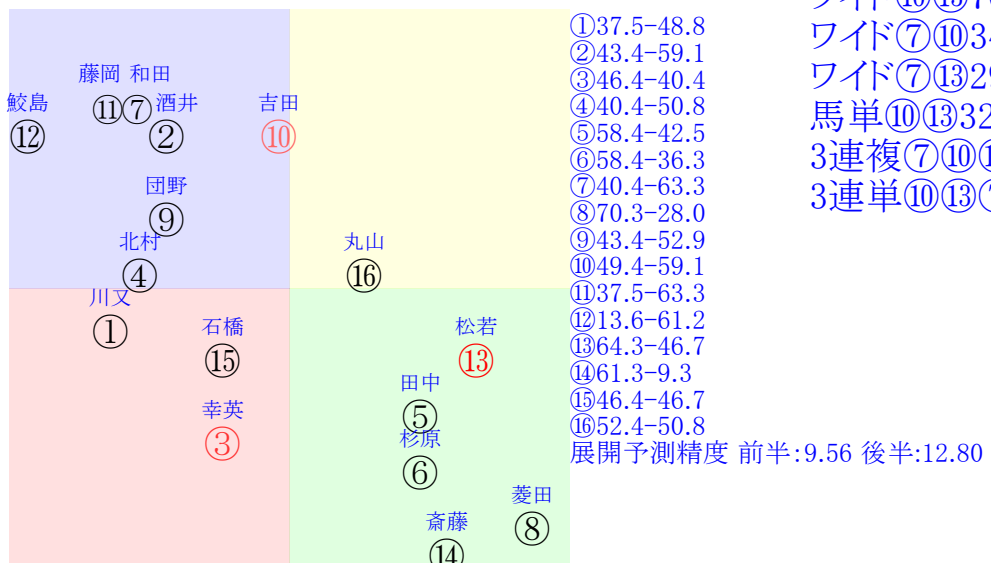 藤岡 和田
鮫島
⑪⑦
酒井
吉田
⑫
②
⑩
団野
⑨
北村
④
丸山
⑯
川又
①
石橋
⑮
松若
⑬
田中
⑤
幸英
③
杉原
⑥
菱田
⑧
斎藤
⑭
①37.5-48.8
②43.4-59.1
③46.4-40.4
④40.4-50.8
⑤58.4-42.5
⑥58.4-36.3
⑦40.4-63.3
⑧70.3-28.0
⑨43.4-52.9
⑩49.4-59.1
⑪37.5-63.3
⑫13.6-61.2
⑬64.3-46.7
⑭61.3-9.3
⑮46.4-46.7
⑯52.4-50.8
展開予測精度 前半:9.56 後半:12.80
ワイド⑦⑩3
ワイド⑦⑬29
馬単⑩⑬32
3連複⑦⑩
3連単⑩⑬